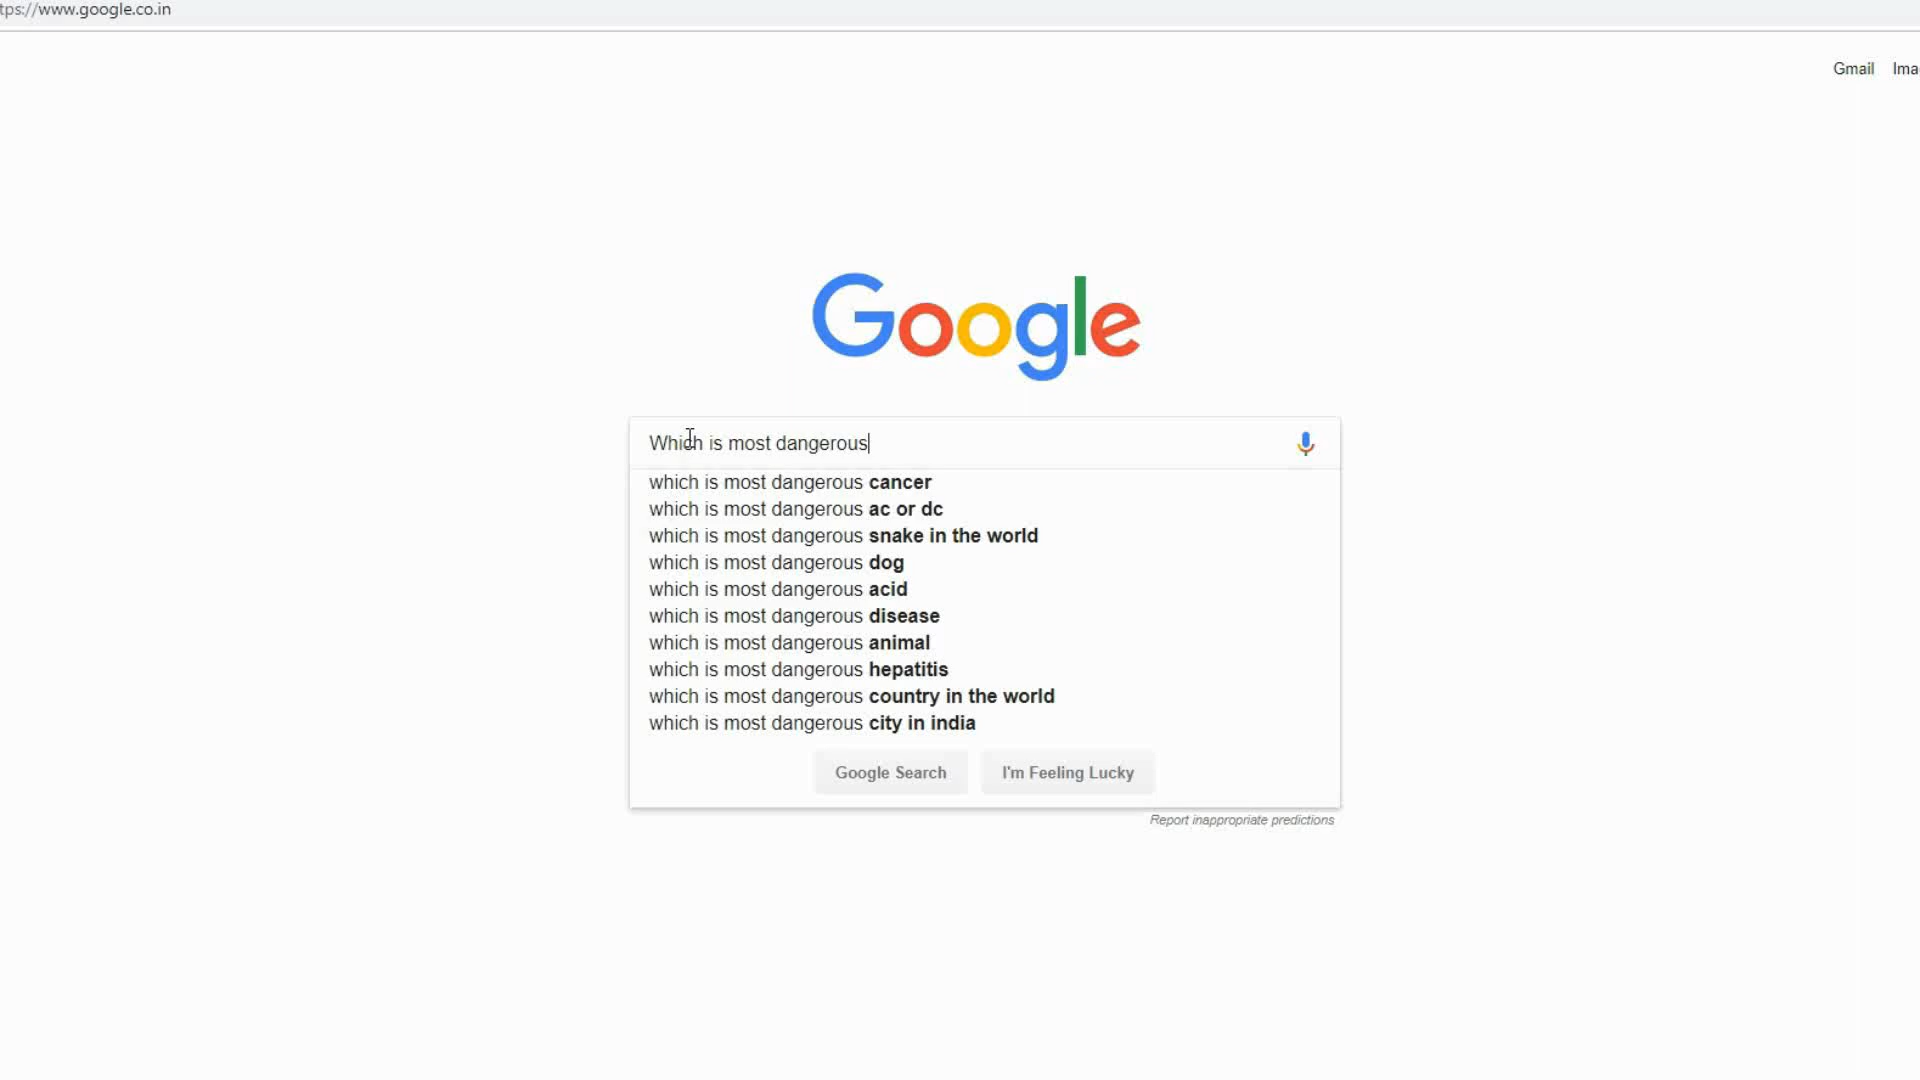 tps://www.google.co.in
Gmail Ima
Google
Which is most dangerous
which is most dangerous cancer
which is most dangerous ac or dc
which is most dangerous snake in the world
which is most dangerous dog
which is most dangerous acid
which is most dangerous disease
which is most dangerous animal
which is most dangerous hepatitis
which is most dangerous country in the world
which is most dangerous city in india
Google Search I'm Feeling Lucky
Report inappropriate predictions